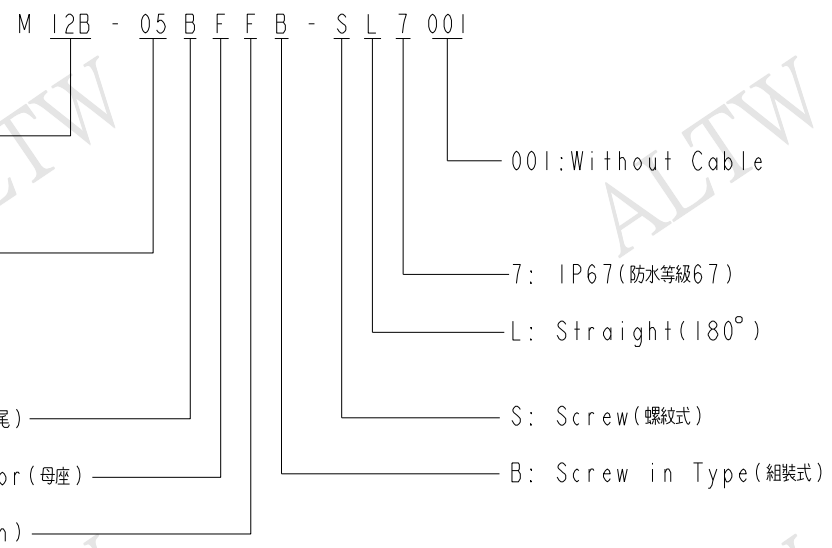 M 12B - 05 B F F B - S L 7 001
001:Without Cable
7: IP67(防水等級67)
L: Straight(180°)
尾)
S: Screw(螺紋式)
or(母座)
B: Screw in Type(組裝式)
n)
ALTW
ALTW